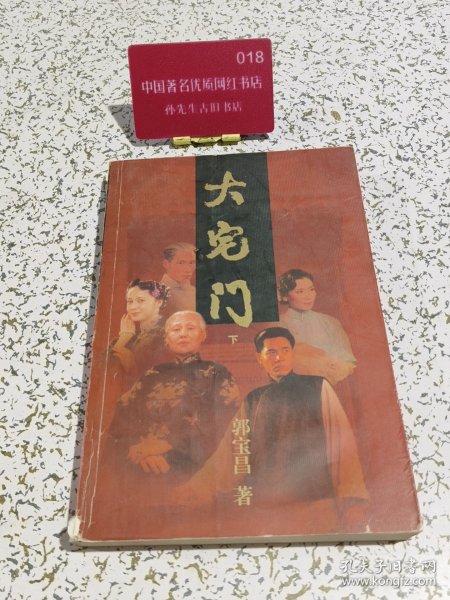 018
中国著名优质网红书店
孙先生古旧书店
大宅门
下
郭宝昌 著
孔夫子旧书网
www.kongfz.com